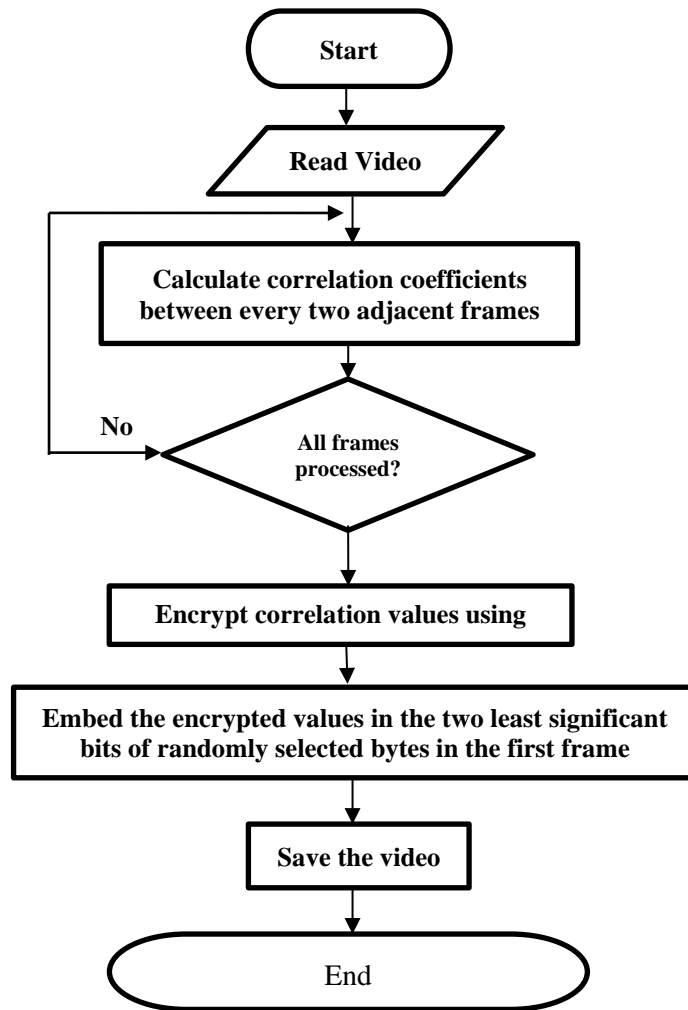 Start
Read Video
Calculate correlation coefficients
between every two adjacent frames
No
All frames
processed?
Encrypt correlation values using
Embed the encrypted values in the two least significant
bits of randomly selected bytes in the first frame
Save the video
End